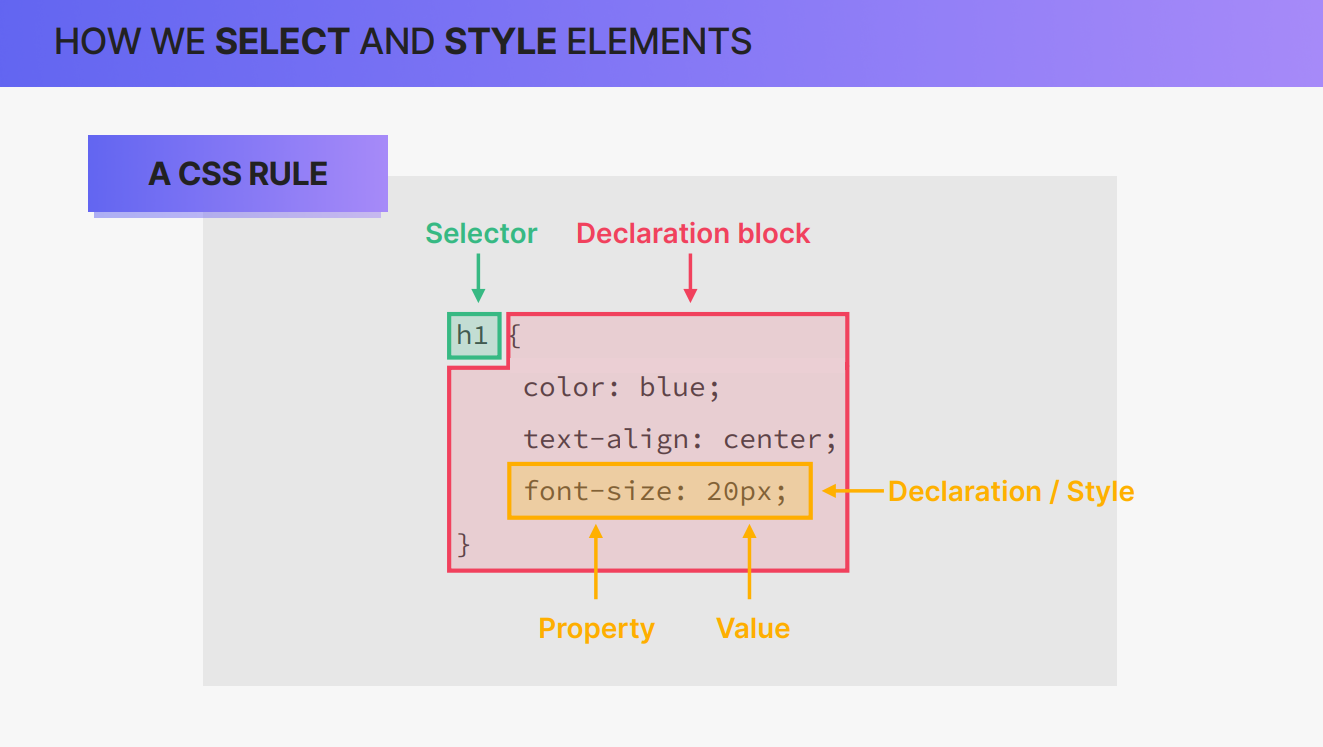 HOW WE SELECT AND STYLE ELEMENTS
A CSS RULE
Selector Declaration block
h1 {
color: blue;
text-align: center;
font-size: 20px;
Declaration / Style
}
Property Value